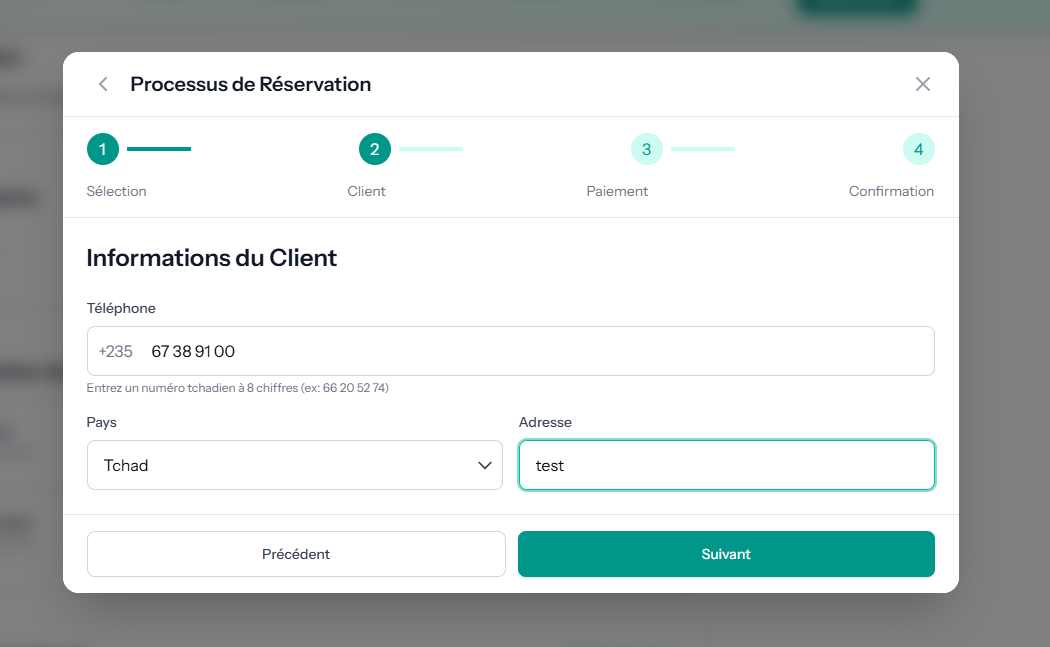 Processus de Réservation
1 2 3 4
Sélection Client Paiement Confirmation
Informations du Client
Téléphone
+235 67 38 91 00
Entrez un numéro tchadien à 8 chiffres (ex: 66 20 52 74)
Pays Adresse
Tchad test
Précédent Suivant